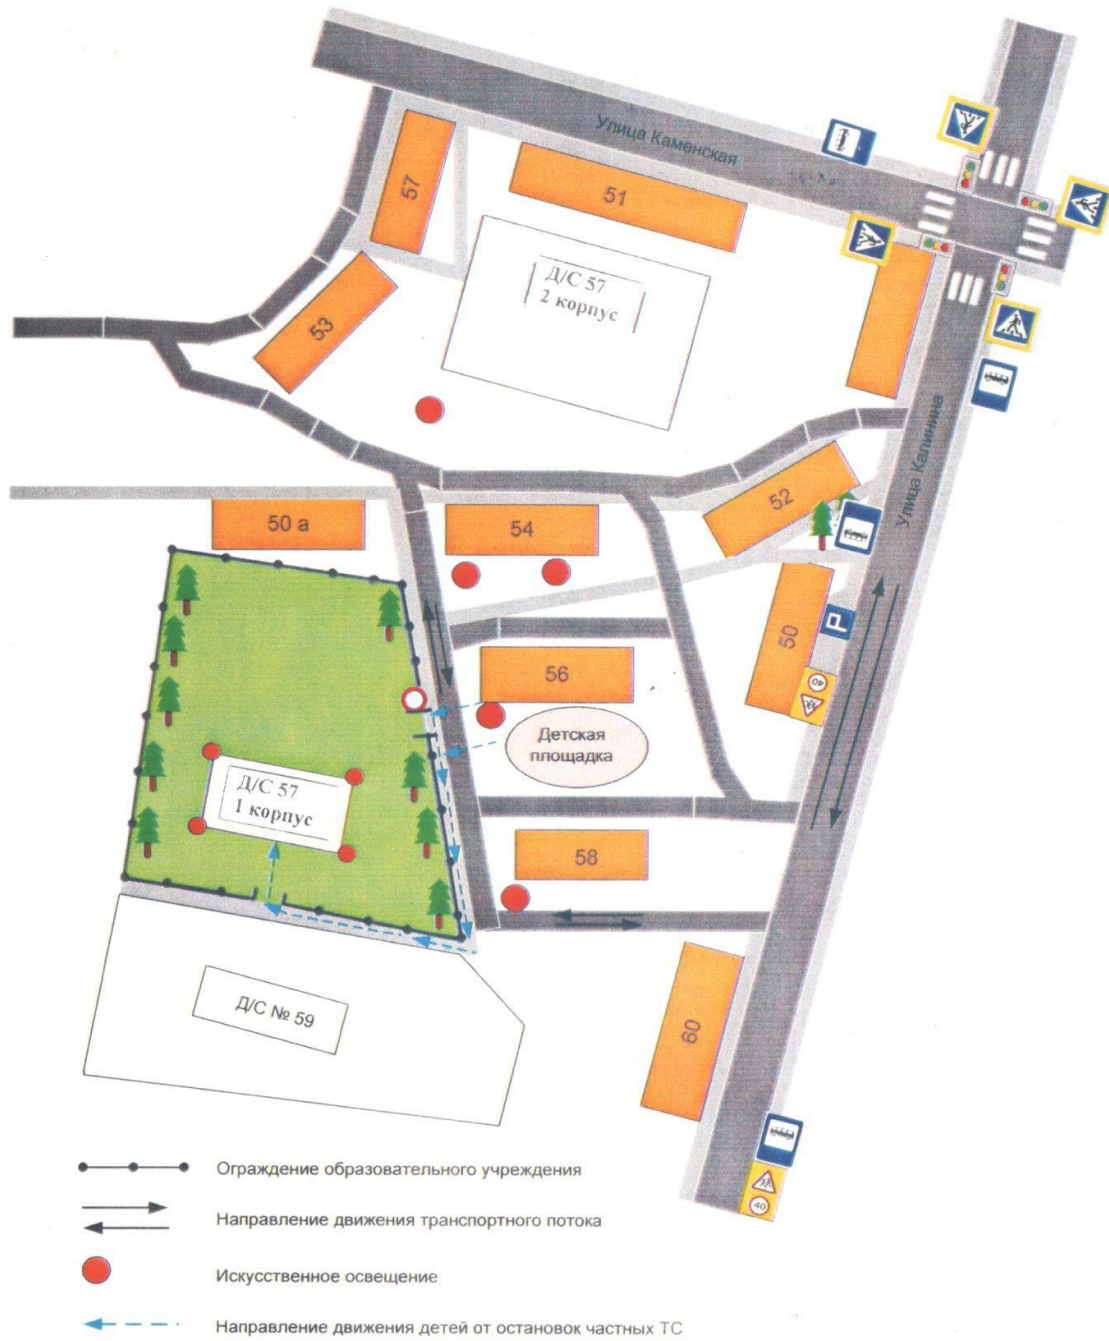 Улица Каменская
57
51
Д/С 57
2 корпус
53
Улица Калинина
52
50 а
54
50
P
40
56
Детская
площадка
Д/С 57
1 корпус
58
Д/С № 59
60
40
Ограждение образовательного учреждения
Направление движения транспортного потока
Искусственное освещение
Направление движения детей от остановок частных ТС